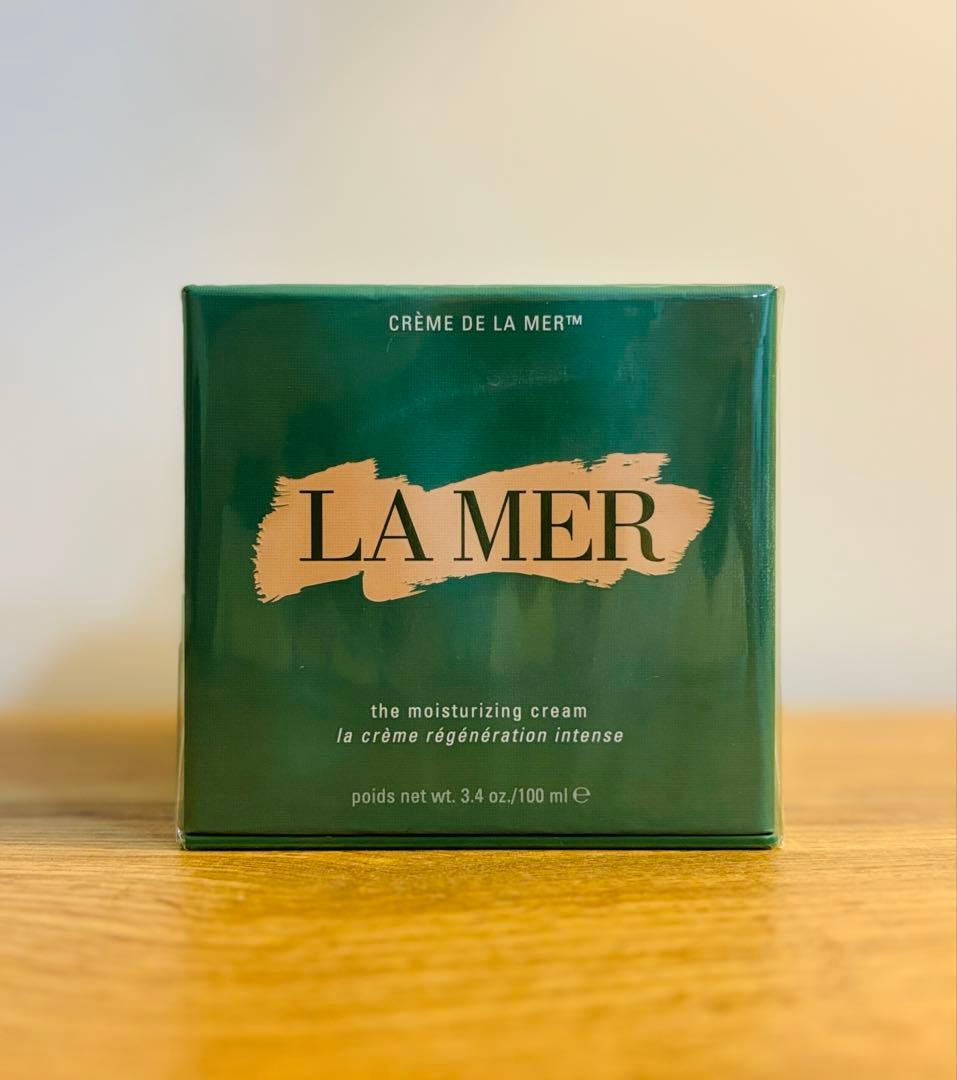 CRÈME DE LA MER™
LA MER
the moisturizing cream
la crème régénération intense
poids net wt. 3.4 oz./100 ml ℮